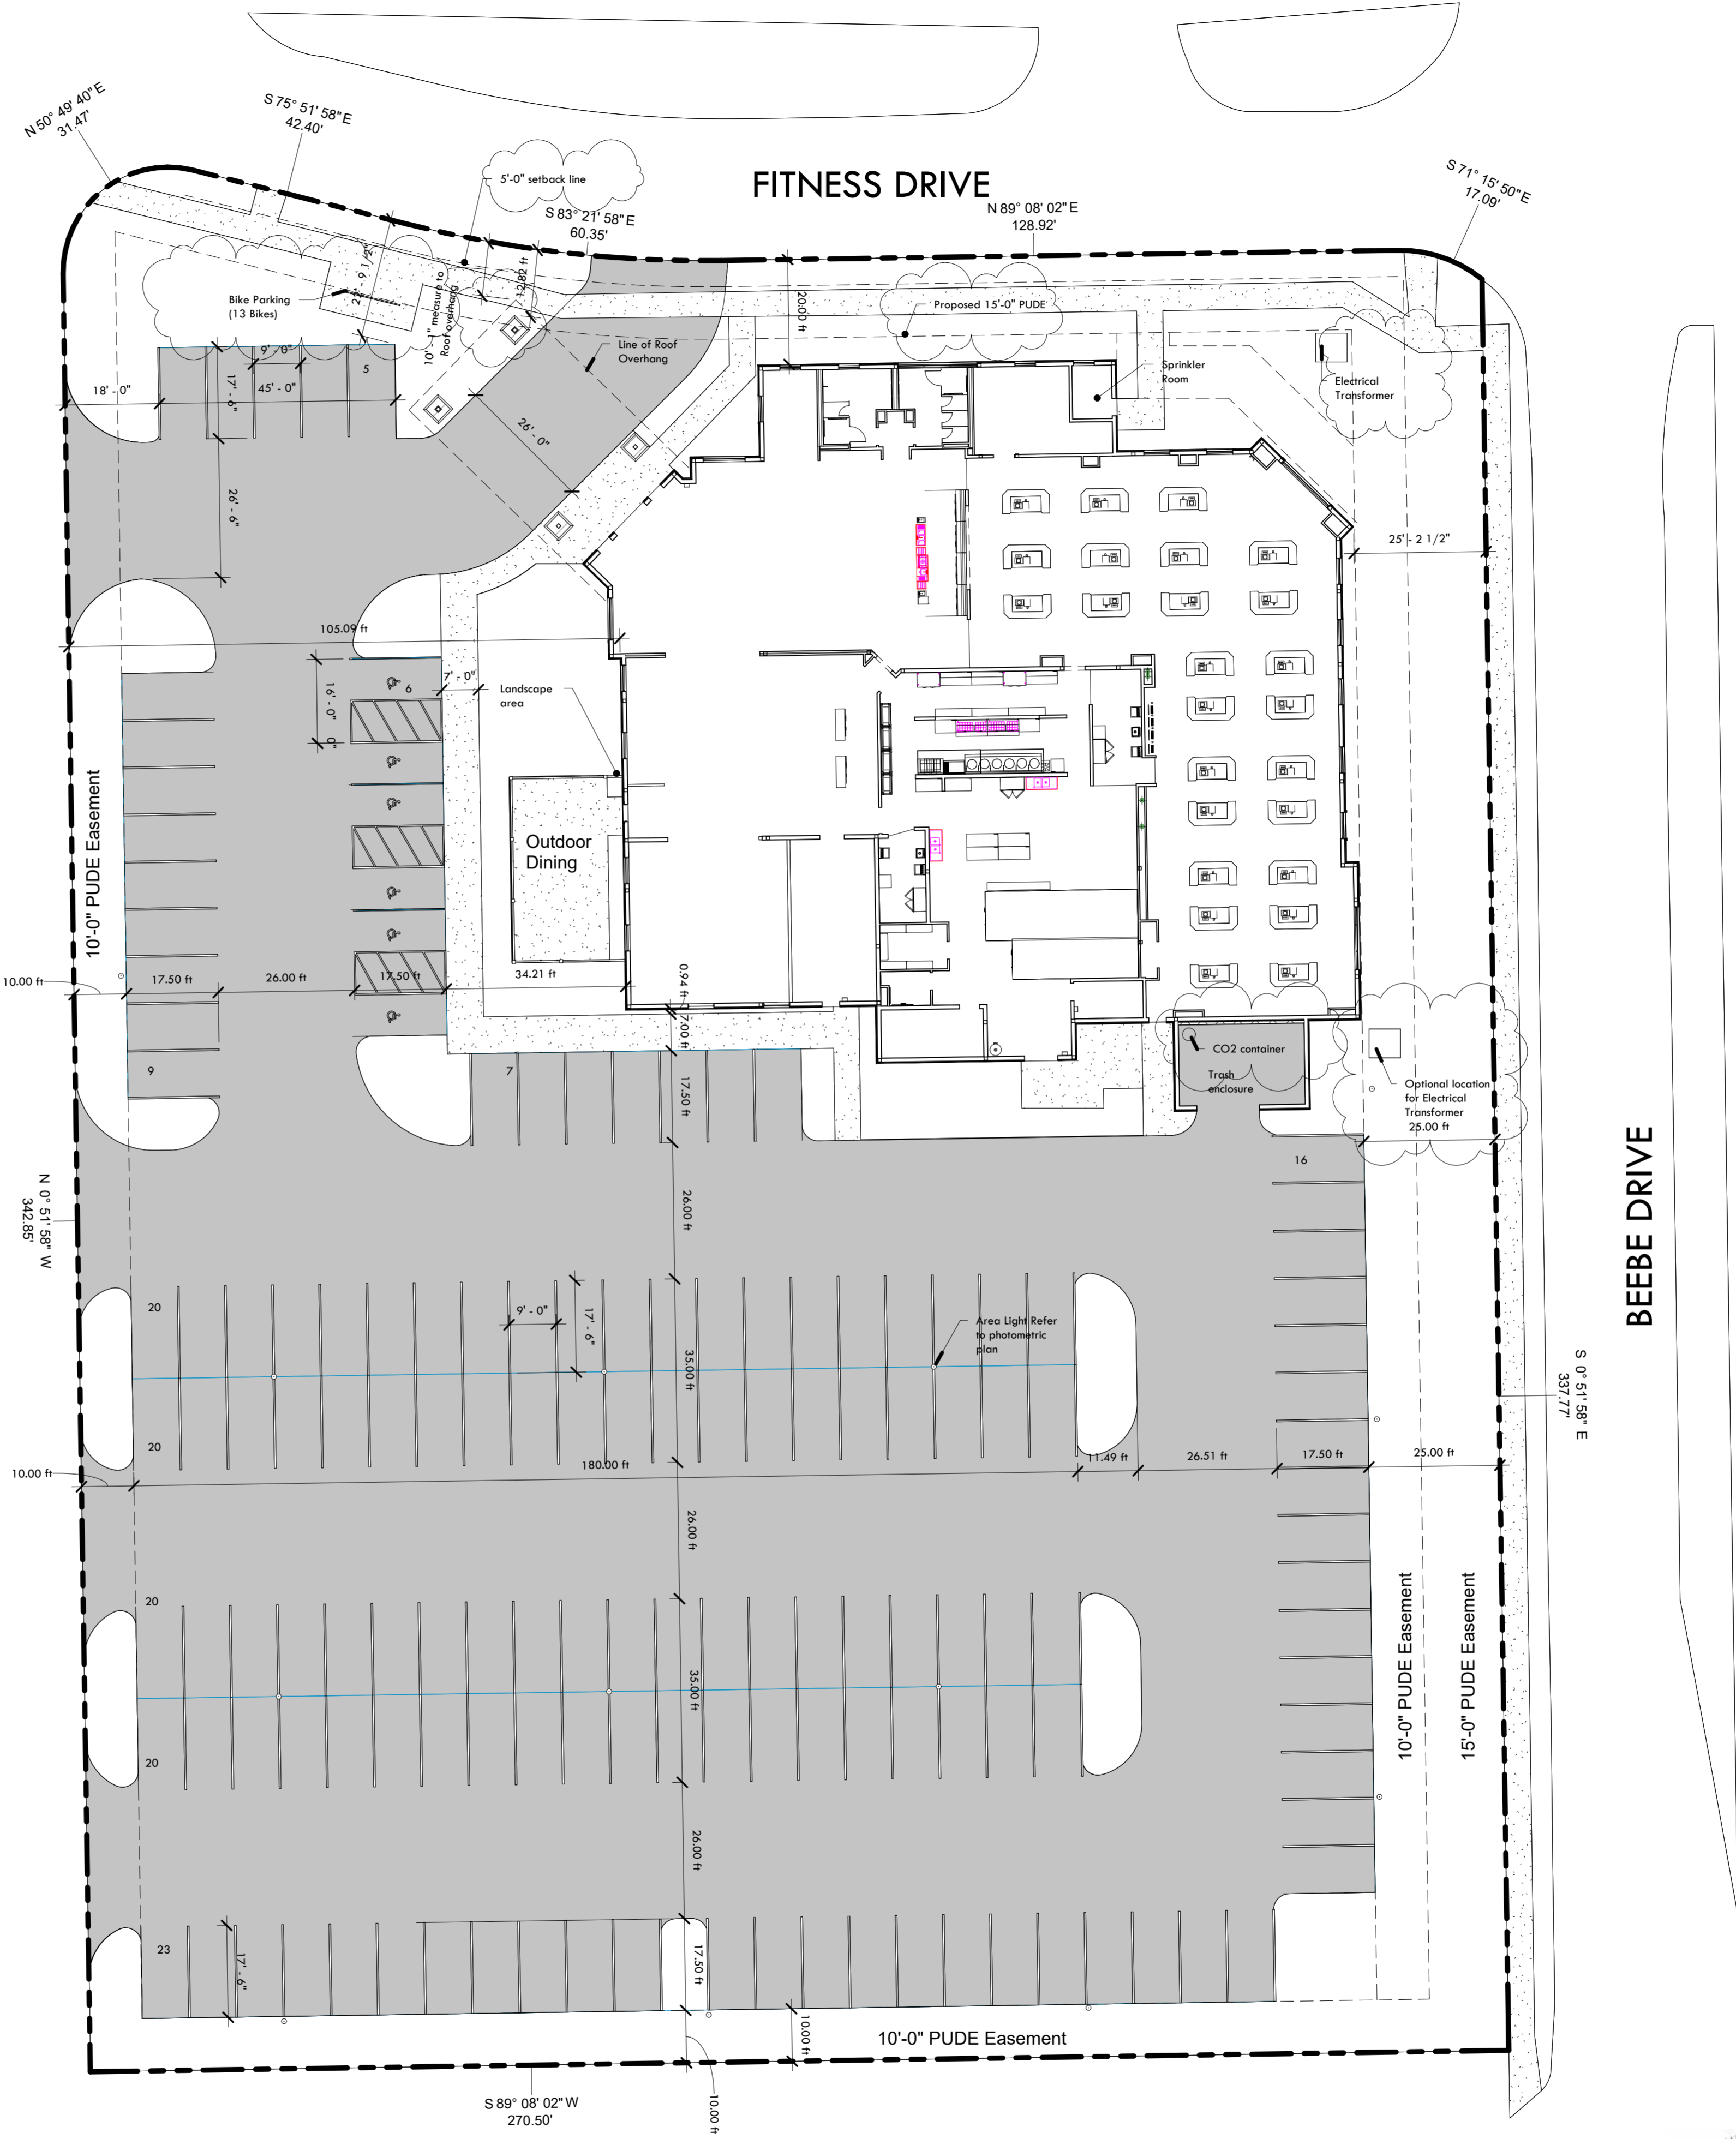 N 50° 49' 40"E
31.47'
S 75° 51' 58"E
42.40'
5'-0" setback line
FITNESS DRIVE
S 83° 21' 58"E
60.35'
N 89° 08' 02"E
128.92'
S 71° 15' 50"E
17.09'
22' - 9 1/2"
12.82 ft
20.00 ft
Bike Parking
(13 Bikes)
10' - 1" measure to
Roof overhang
Proposed 15'-0" PUDE
Line of Roof
Overhang
Sprinkler
Room
Electrical
Transformer
9' - 0"
5
18' - 0"
17' - 6"
45' - 0"
26' - 0"
26' - 6"
25' - 2 1/2"
105.09 ft
16' - 0"
6
7' - 0"
0"
Landscape
area
10'-0" PUDE Easement
Outdoor
Dining
10.00 ft
17.50 ft
26.00 ft
17.50 ft
34.21 ft
0.94 ft
7.00 ft
9
7
17.50 ft
CO2 container
Trash
enclosure
Optional location
for Electrical
Transformer
25.00 ft
16
BEEBE DRIVE
N 0° 51' 58" W
342.85'
26.00 ft
20
9' - 0"
17' - 6"
35.00 ft
Area Light Refer
to photometric
plan
S 0° 51' 58" E
337.77'
20
10.00 ft
180.00 ft
11.49 ft
26.51 ft
17.50 ft
25.00 ft
26.00 ft
20
35.00 ft
10'-0" PUDE Easement
15'-0" PUDE Easement
20
26.00 ft
23
17' - 6"
17.50 ft
10.00 ft
10'-0" PUDE Easement
S 89° 08' 02" W
270.50'
10.00 ft